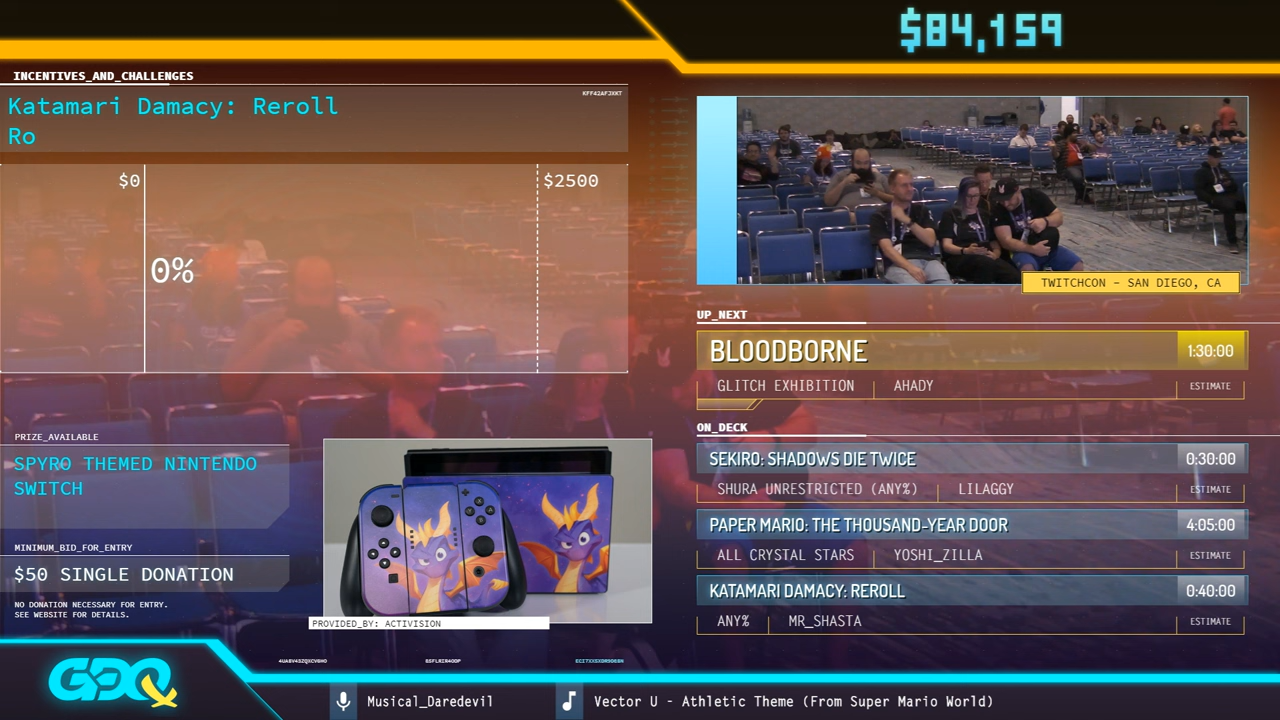 $84,159
INCENTIVES_AND_CHALLENGES
Katamari Damacy: Reroll
Ro
$0
$2500
0%
TWITCHCON - SAN DIEGO, CA
UP_NEXT
BLOODBORNE
1:30:00
GLITCH EXHIBITION
AHADY
ESTIMATE
ON_DECK
SEKIRO: SHADOWS DIE TWICE
0:30:00
SHURA UNRESTRICTED (ANY%)
LILAGGY
ESTIMATE
PAPER MARIO: THE THOUSAND-YEAR DOOR
4:05:00
ALL CRYSTAL STARS
YOSHI_ZILLA
ESTIMATE
KATAMARI DAMACY: REROLL
0:40:00
ANY%
MR_SHASTA
ESTIMATE
PRIZE_AVAILABLE
SPYRO THEMED NINTENDO
SWITCH
MINIMUM_BID_FOR_ENTRY
$50 SINGLE DONATION
NO DONATION NECESSARY FOR ENTRY.
SEE WEBSITE FOR DETAILS.
PROVIDED_BY: ACTIVISION
GDQ
Musical_Daredevil
Vector U - Athletic Theme (From Super Mario World)